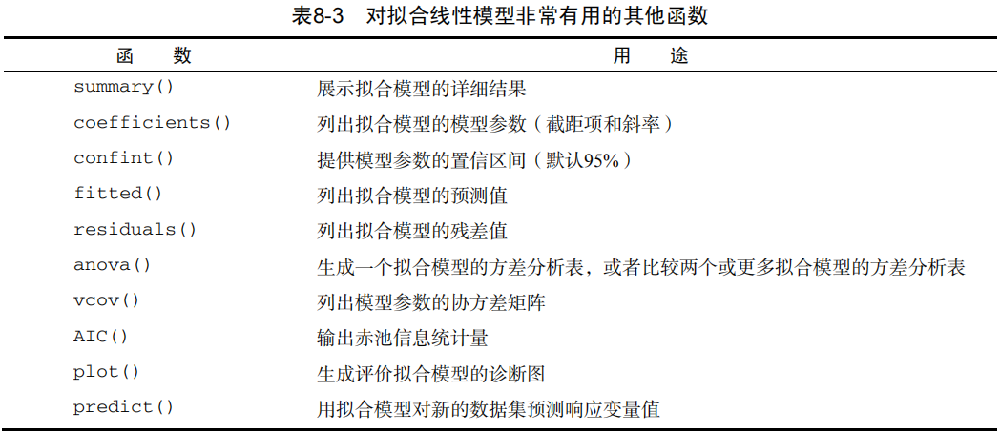 表8-3 对拟合线性模型非常有用的其他函数
函 数 用 途
summary() 展示拟合模型的详细结果
coefficients() 列出拟合模型的模型参数（截距项和斜率）
confint() 提供模型参数的置信区间（默认95%）
fitted() 列出拟合模型的预测值
residuals() 列出拟合模型的残差值
anova() 生成一个拟合模型的方差分析表，或者比较两个或更多拟合模型的方差分析表
vcov() 列出模型参数的协方差矩阵
AIC() 输出赤池信息统计量
plot() 生成评价拟合模型的诊断图
predict() 用拟合模型对新的数据集预测响应变量值